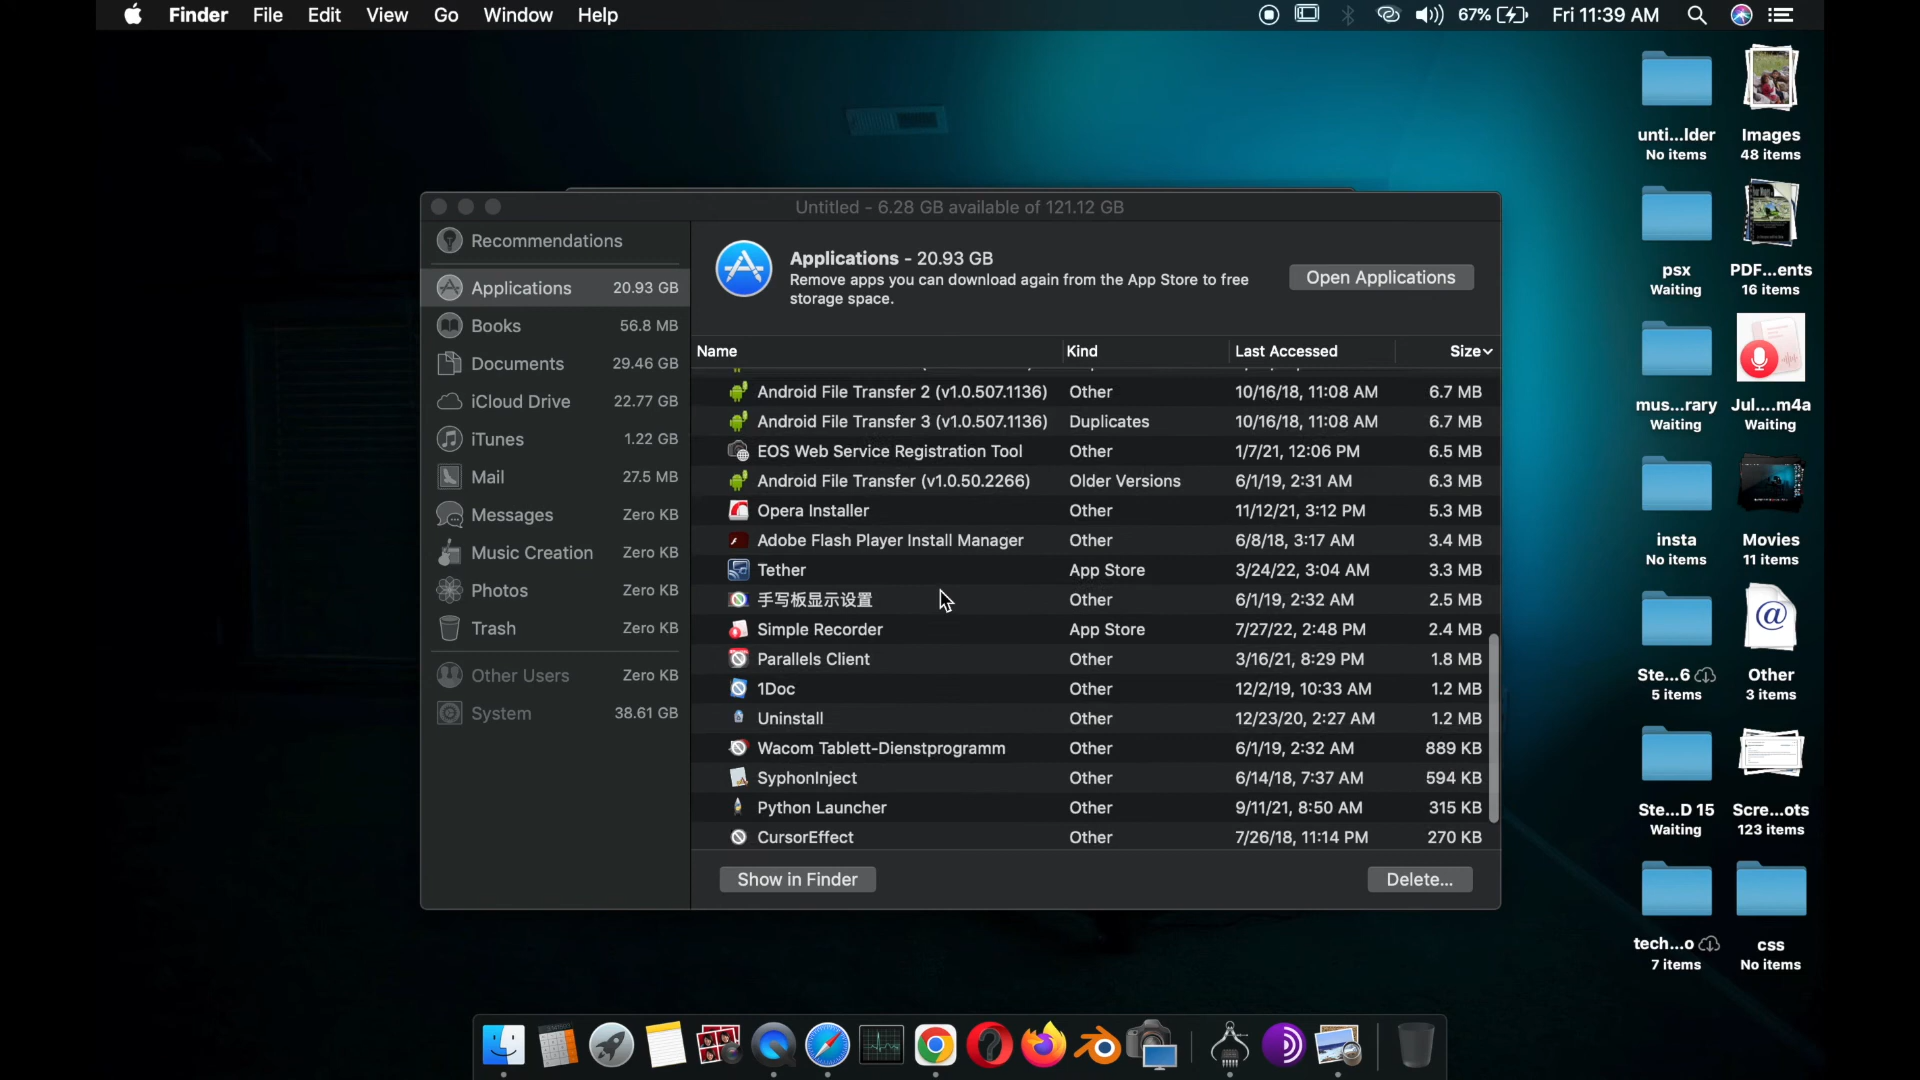 Finder File Edit View Go Window Help 67% Fri 11:39 AM
unti...lder
No items
Images
48 items
psx
Waiting
PDF...ents
16 items
mus...rary
Waiting
Jul....m4a
Waiting
insta
No items
Movies
11 items
Ste...6
5 items
Other
3 items
Ste...D 15
Waiting
Scre...ots
123 items
tech...o
7 items
css
No items
Untitled - 6.28 GB available of 121.12 GB
Recommendations
Applications 20.93 GB
Books 56.8 MB
Documents 29.46 GB
iCloud Drive 22.77 GB
iTunes 1.22 GB
Mail 27.5 MB
Messages Zero KB
Music Creation Zero KB
Photos Zero KB
Trash Zero KB
Other Users Zero KB
System 38.61 GB
Applications - 20.93 GB
Remove apps you can download again from the App Store to free
storage space.
Open Applications
Name Kind Last Accessed Size
Android File Transfer 2 (v1.0.507.1136) Other 10/16/18, 11:08 AM 6.7 MB
Android File Transfer 3 (v1.0.507.1136) Duplicates 10/16/18, 11:08 AM 6.7 MB
EOS Web Service Registration Tool Other 1/7/21, 12:06 PM 6.5 MB
Android File Transfer (v1.0.50.2266) Older Versions 6/1/19, 2:31 AM 6.3 MB
Opera Installer Other 11/12/21, 3:12 PM 5.3 MB
Adobe Flash Player Install Manager Other 6/8/18, 3:17 AM 3.4 MB
Tether App Store 3/24/22, 3:04 AM 3.3 MB
手写板显示设置 Other 6/1/19, 2:32 AM 2.5 MB
Simple Recorder App Store 7/27/22, 2:48 PM 2.4 MB
Parallels Client Other 3/16/21, 8:29 PM 1.8 MB
1Doc Other 12/2/19, 10:33 AM 1.2 MB
Uninstall Other 12/23/20, 2:27 AM 1.2 MB
Wacom Tablett-Dienstprogramm Other 6/1/19, 2:32 AM 889 KB
SyphonInject Other 6/14/18, 7:37 AM 594 KB
Python Launcher Other 9/11/21, 8:50 AM 315 KB
CursorEffect Other 7/26/18, 11:14 PM 270 KB
Show in Finder Delete...